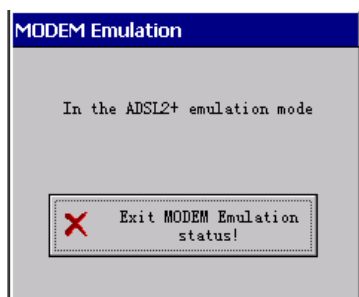 MODEM Emulation
In the ADSL2+ emulation mode
Exit MODEM Emulation
status!